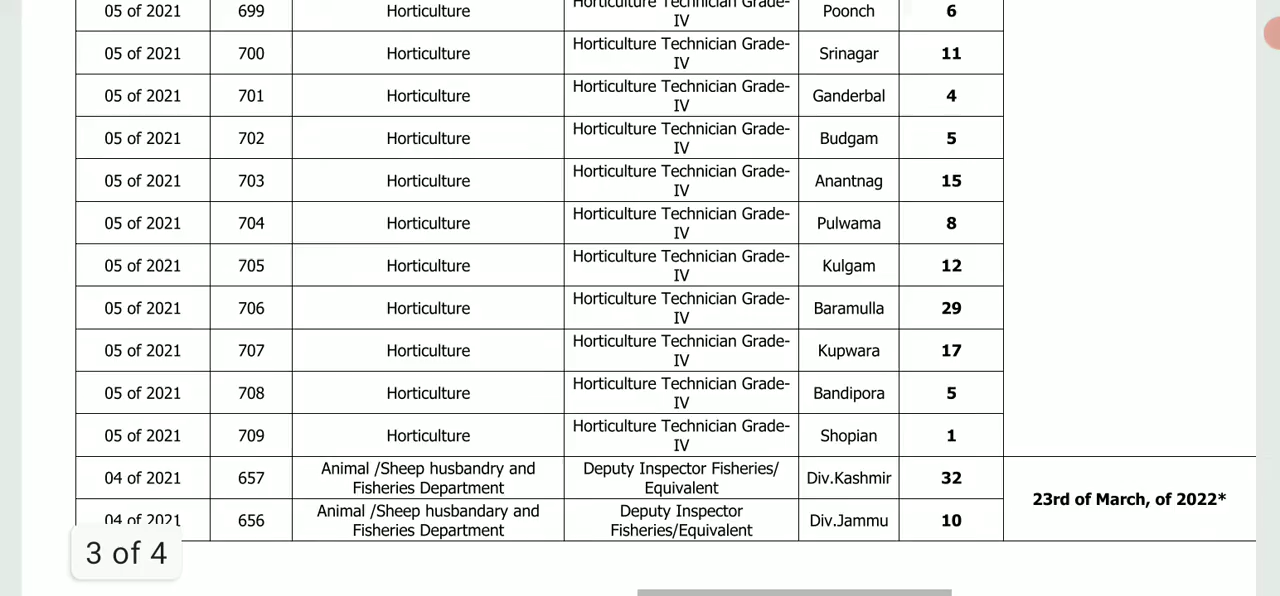 05 of 2021 699 Horticulture Horticulture Technician Grade-IV Poonch 6
05 of 2021 700 Horticulture Horticulture Technician Grade-IV Srinagar 11
05 of 2021 701 Horticulture Horticulture Technician Grade-IV Ganderbal 4
05 of 2021 702 Horticulture Horticulture Technician Grade-IV Budgam 5
05 of 2021 703 Horticulture Horticulture Technician Grade-IV Anantnag 15
05 of 2021 704 Horticulture Horticulture Technician Grade-IV Pulwama 8
05 of 2021 705 Horticulture Horticulture Technician Grade-IV Kulgam 12
05 of 2021 706 Horticulture Horticulture Technician Grade-IV Baramulla 29
05 of 2021 707 Horticulture Horticulture Technician Grade-IV Kupwara 17
05 of 2021 708 Horticulture Horticulture Technician Grade-IV Bandipora 5
05 of 2021 709 Horticulture Horticulture Technician Grade-IV Shopian 1
04 of 2021 657 Animal /Sheep husbandry and Fisheries Department Deputy Inspector Fisheries/ Equivalent Div.Kashmir 32
23rd of March, of 2022*
04 of 2021 656 Animal /Sheep husbandary and Fisheries Department Deputy Inspector Fisheries/Equivalent Div.Jammu 10
3 of 4